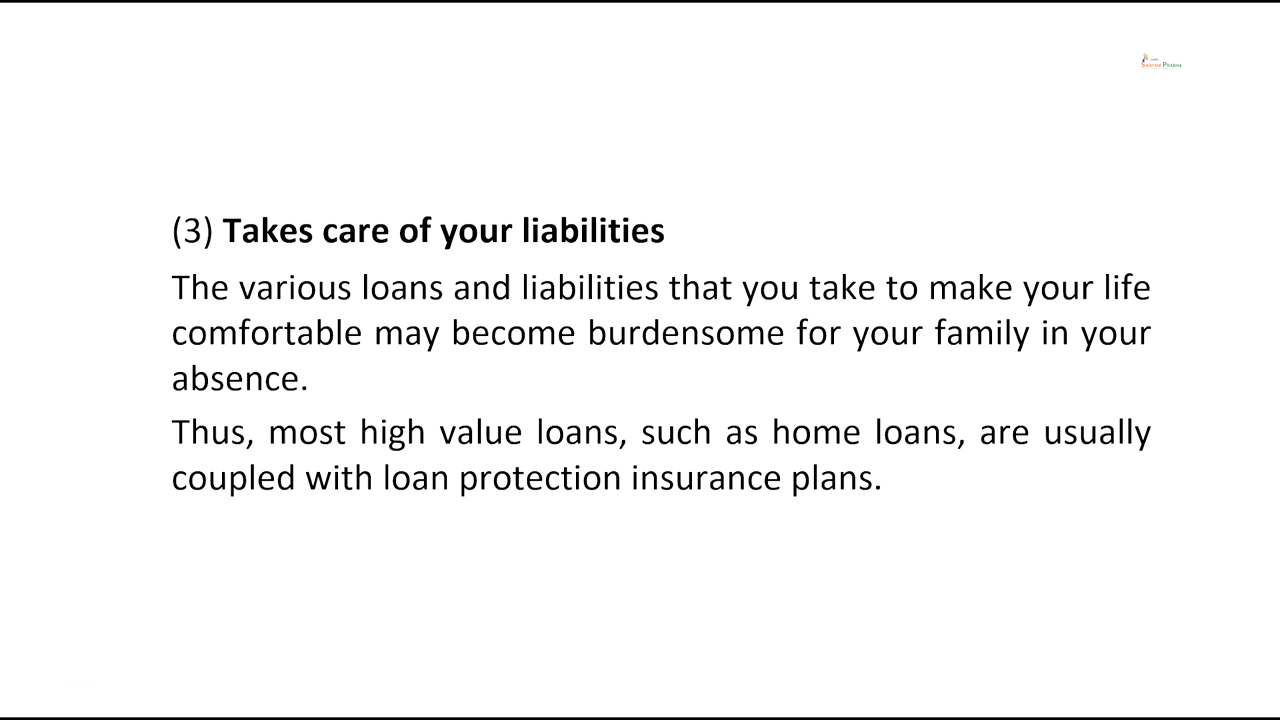 SWAYAM PRABHA
(3) Takes care of your liabilities
The various loans and liabilities that you take to make your life
comfortable may become burdensome for your family in your
absence.
Thus, most high value loans, such as home loans, are usually
coupled with loan protection insurance plans.